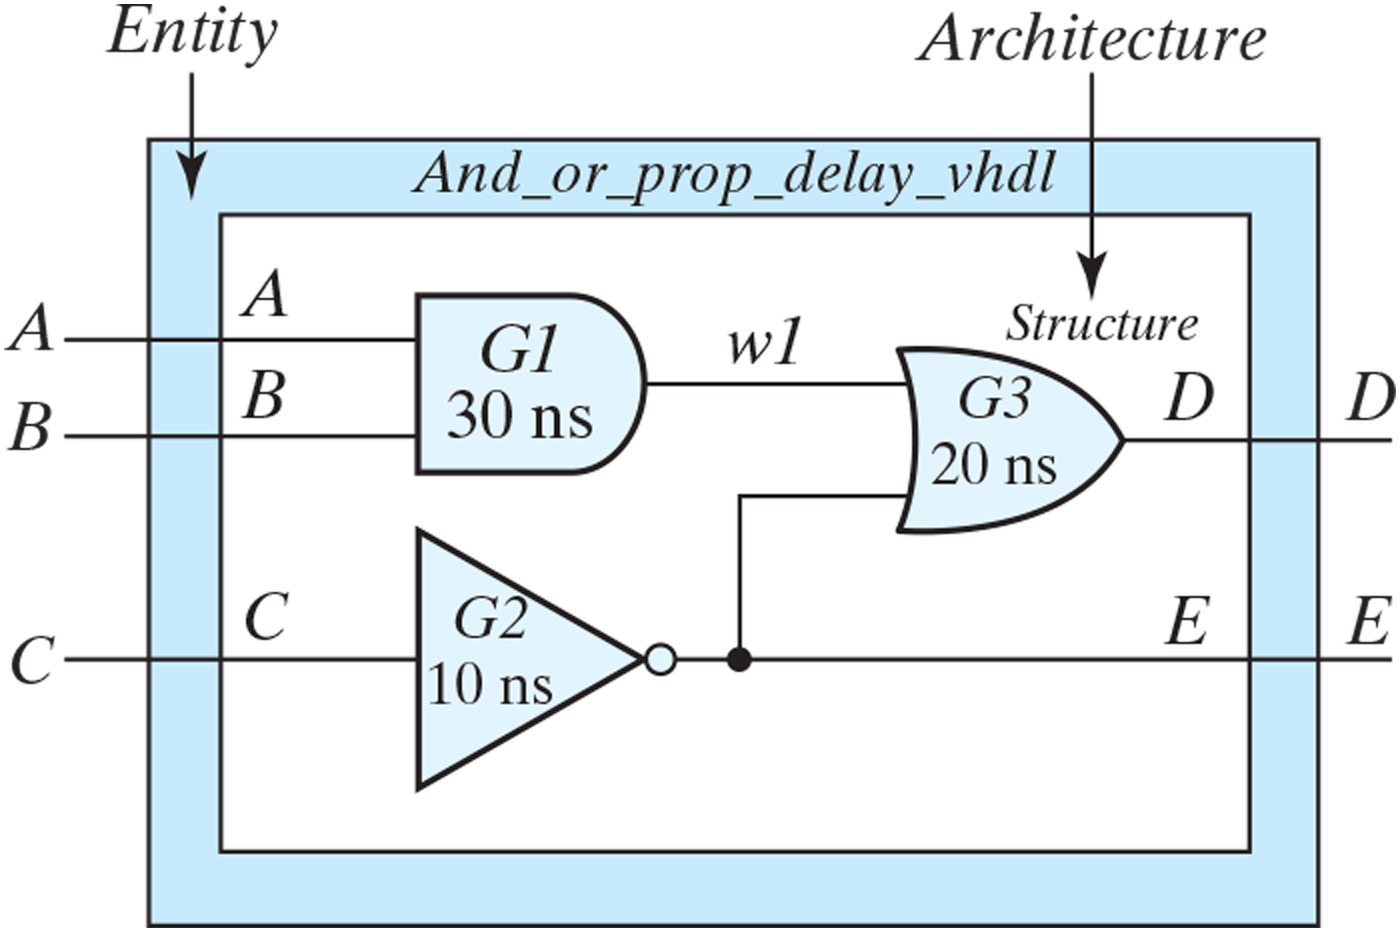 Entity
Architecture
And_or_prop_delay_vhdl
A
A
B
B
G1
30 ns
w1
Structure
G3
20 ns
D
D
C
C
G2
10 ns
E
E